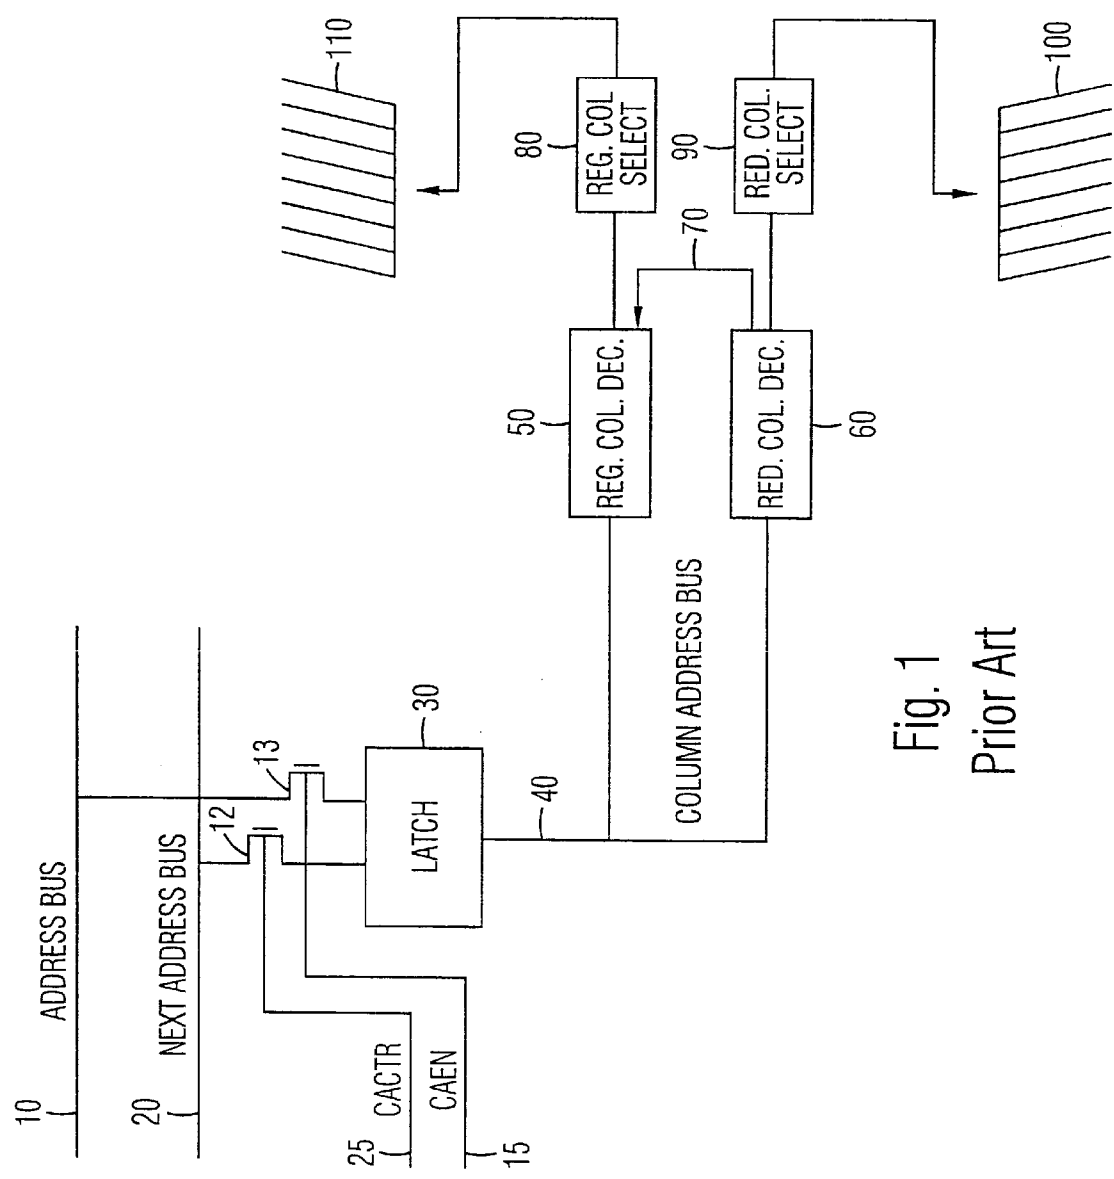 10
ADDRESS BUS
20
NEXT ADDRESS BUS
12
13
25
CACTR
15
CAEN
LATCH
30
40
COLUMN ADDRESS BUS
50
REG. COL. DEC.
RED. COL. DEC.
60
70
80
REG. COL
SELECT
90
RED. COL.
SELECT
110
100
Fig. 1
Prior Art